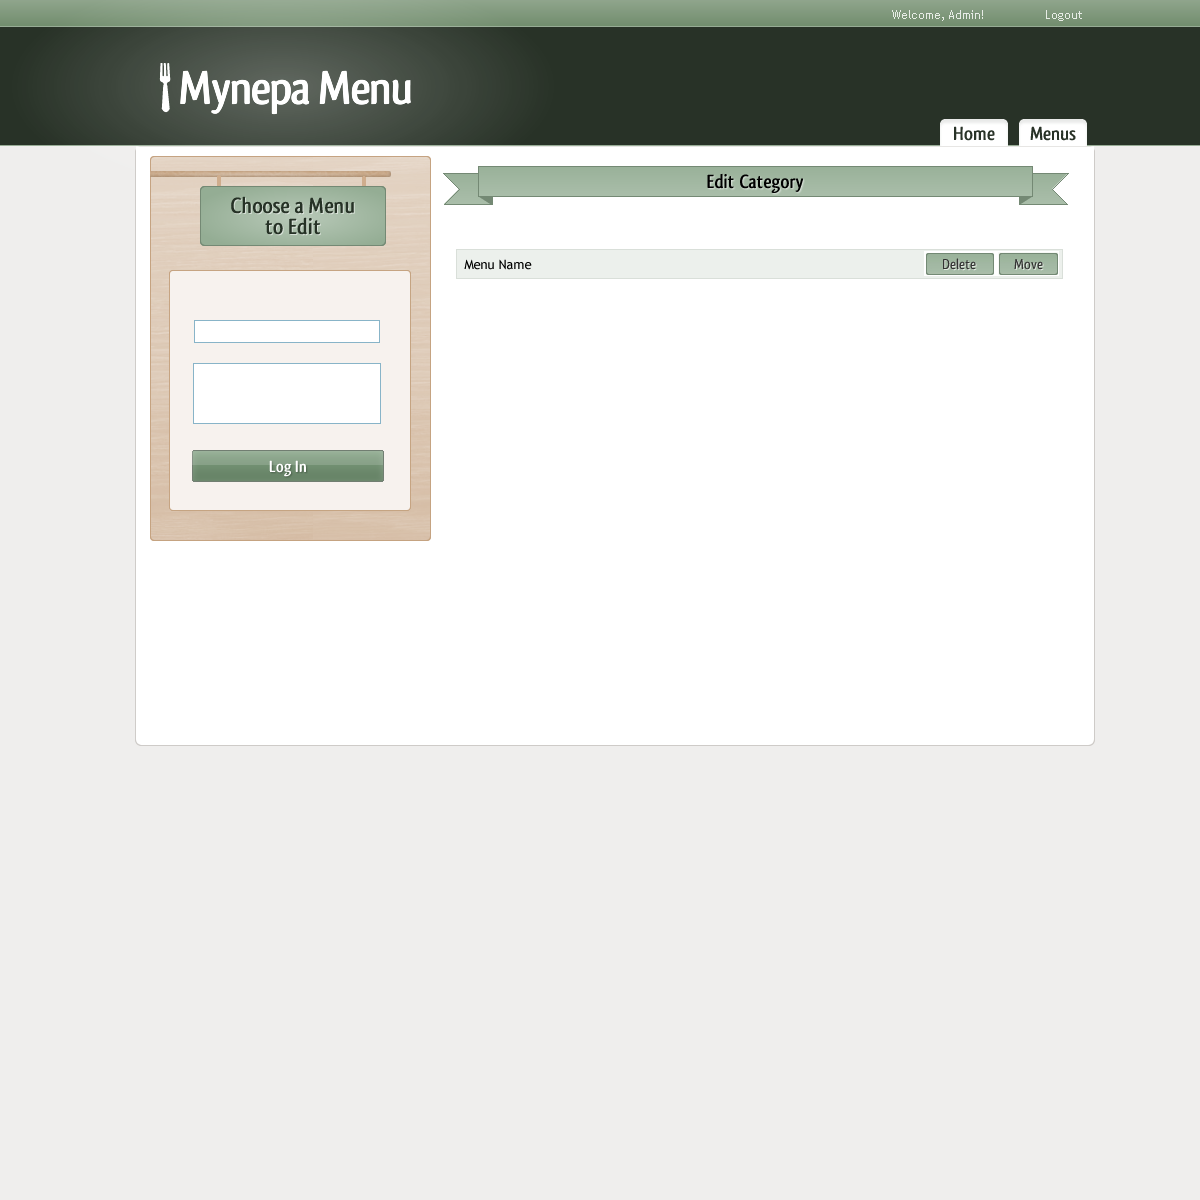 Welcome, Admin!
Logout
Mynepa Menu
Home
Menus
Choose a Menu
to Edit
Log In
Edit Category
Menu Name
Delete
Move